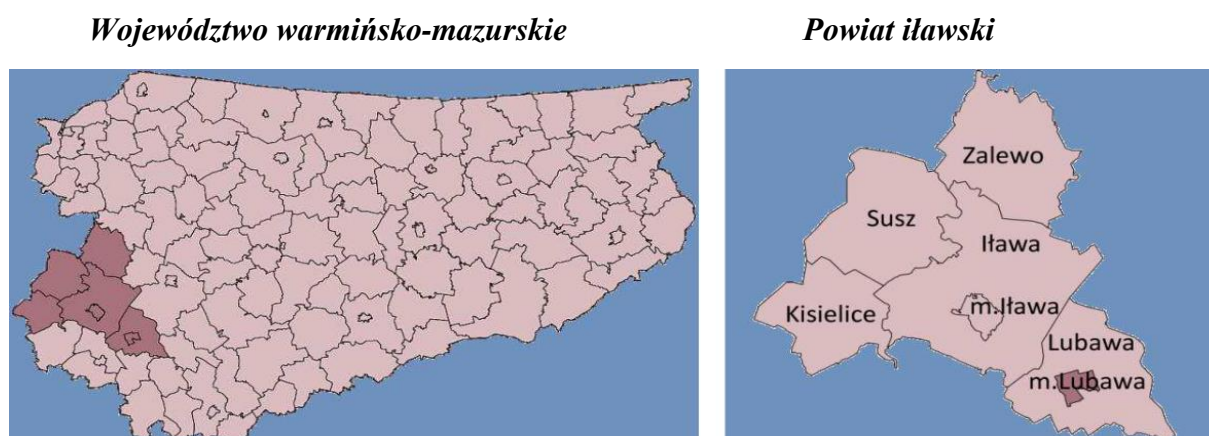 Województwo warmińsko-mazurskie
Powiat iławski
Zalewo
Susz
Iława
Kisielice
m.Iława
Lubawa
m.Lubawa